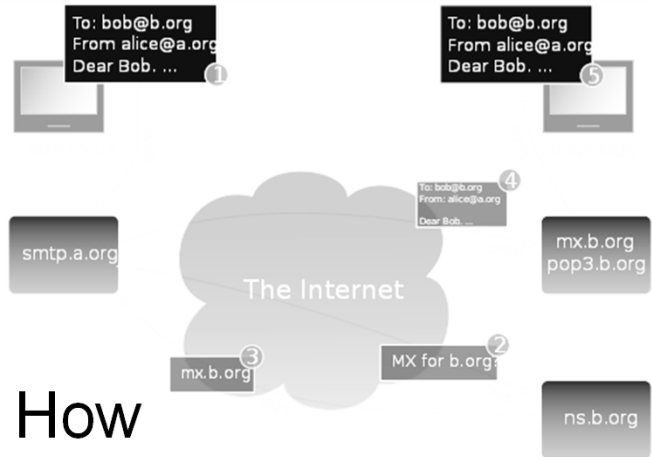 To: bob@b.org
From alice@a.org
Dear Bob. ...
1
To: bob@b.org
From alice@a.org
Dear Bob. ...
5
To: bob@b.org
From: alice@a.org
Dear Bob. ...
4
smtp.a.org
mx.b.org
pop3.b.org
The Internet
MX for b.org?
2
mx.b.org
3
ns.b.org
How